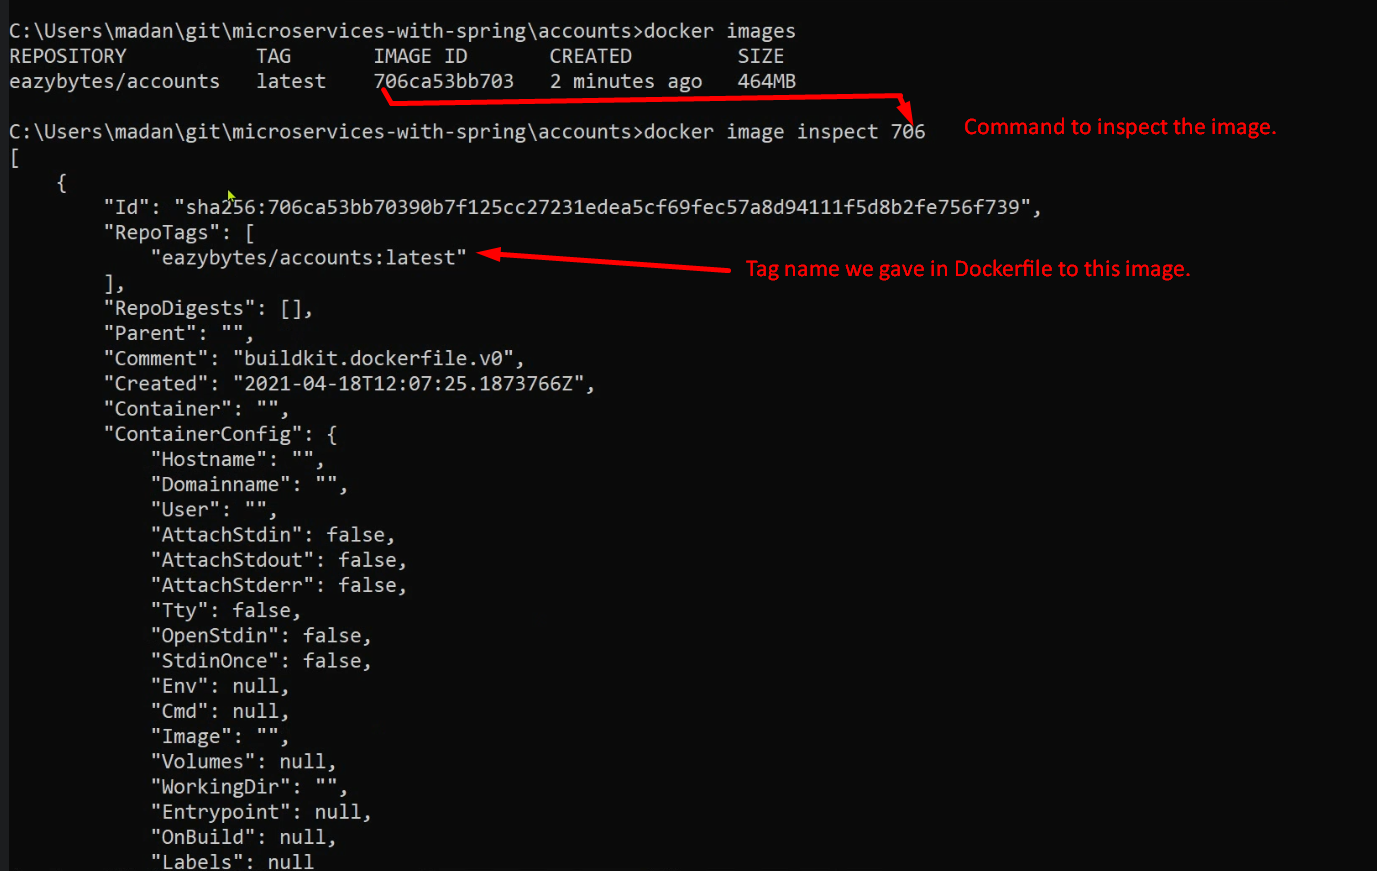 C:\Users\madan\git\microservices-with-spring\accounts>docker images
REPOSITORY TAG IMAGE ID CREATED SIZE
eazybytes/accounts latest 706ca53bb703 2 minutes ago 464MB
C:\Users\madan\git\microservices-with-spring\accounts>docker image inspect 706
Command to inspect the image.
[
{
"Id": "sha256:706ca53bb70390b7f125cc27231edea5cf69fec57a8d94111f5d8b2fe756f739",
"RepoTags": [
"eazybytes/accounts:latest"
Tag name we gave in Dockerfile to this image.
],
"RepoDigests": [],
"Parent": "",
"Comment": "buildkit.dockerfile.v0",
"Created": "2021-04-18T12:07:25.1873766Z",
"Container": "",
"ContainerConfig": {
"Hostname": "",
"Domainname": "",
"User": "",
"AttachStdin": false,
"AttachStdout": false,
"AttachStderr": false,
"Tty": false,
"OpenStdin": false,
"StdinOnce": false,
"Env": null,
"Cmd": null,
"Image": "",
"Volumes": null,
"WorkingDir": "",
"Entrypoint": null,
"OnBuild": null,
"Labels": null